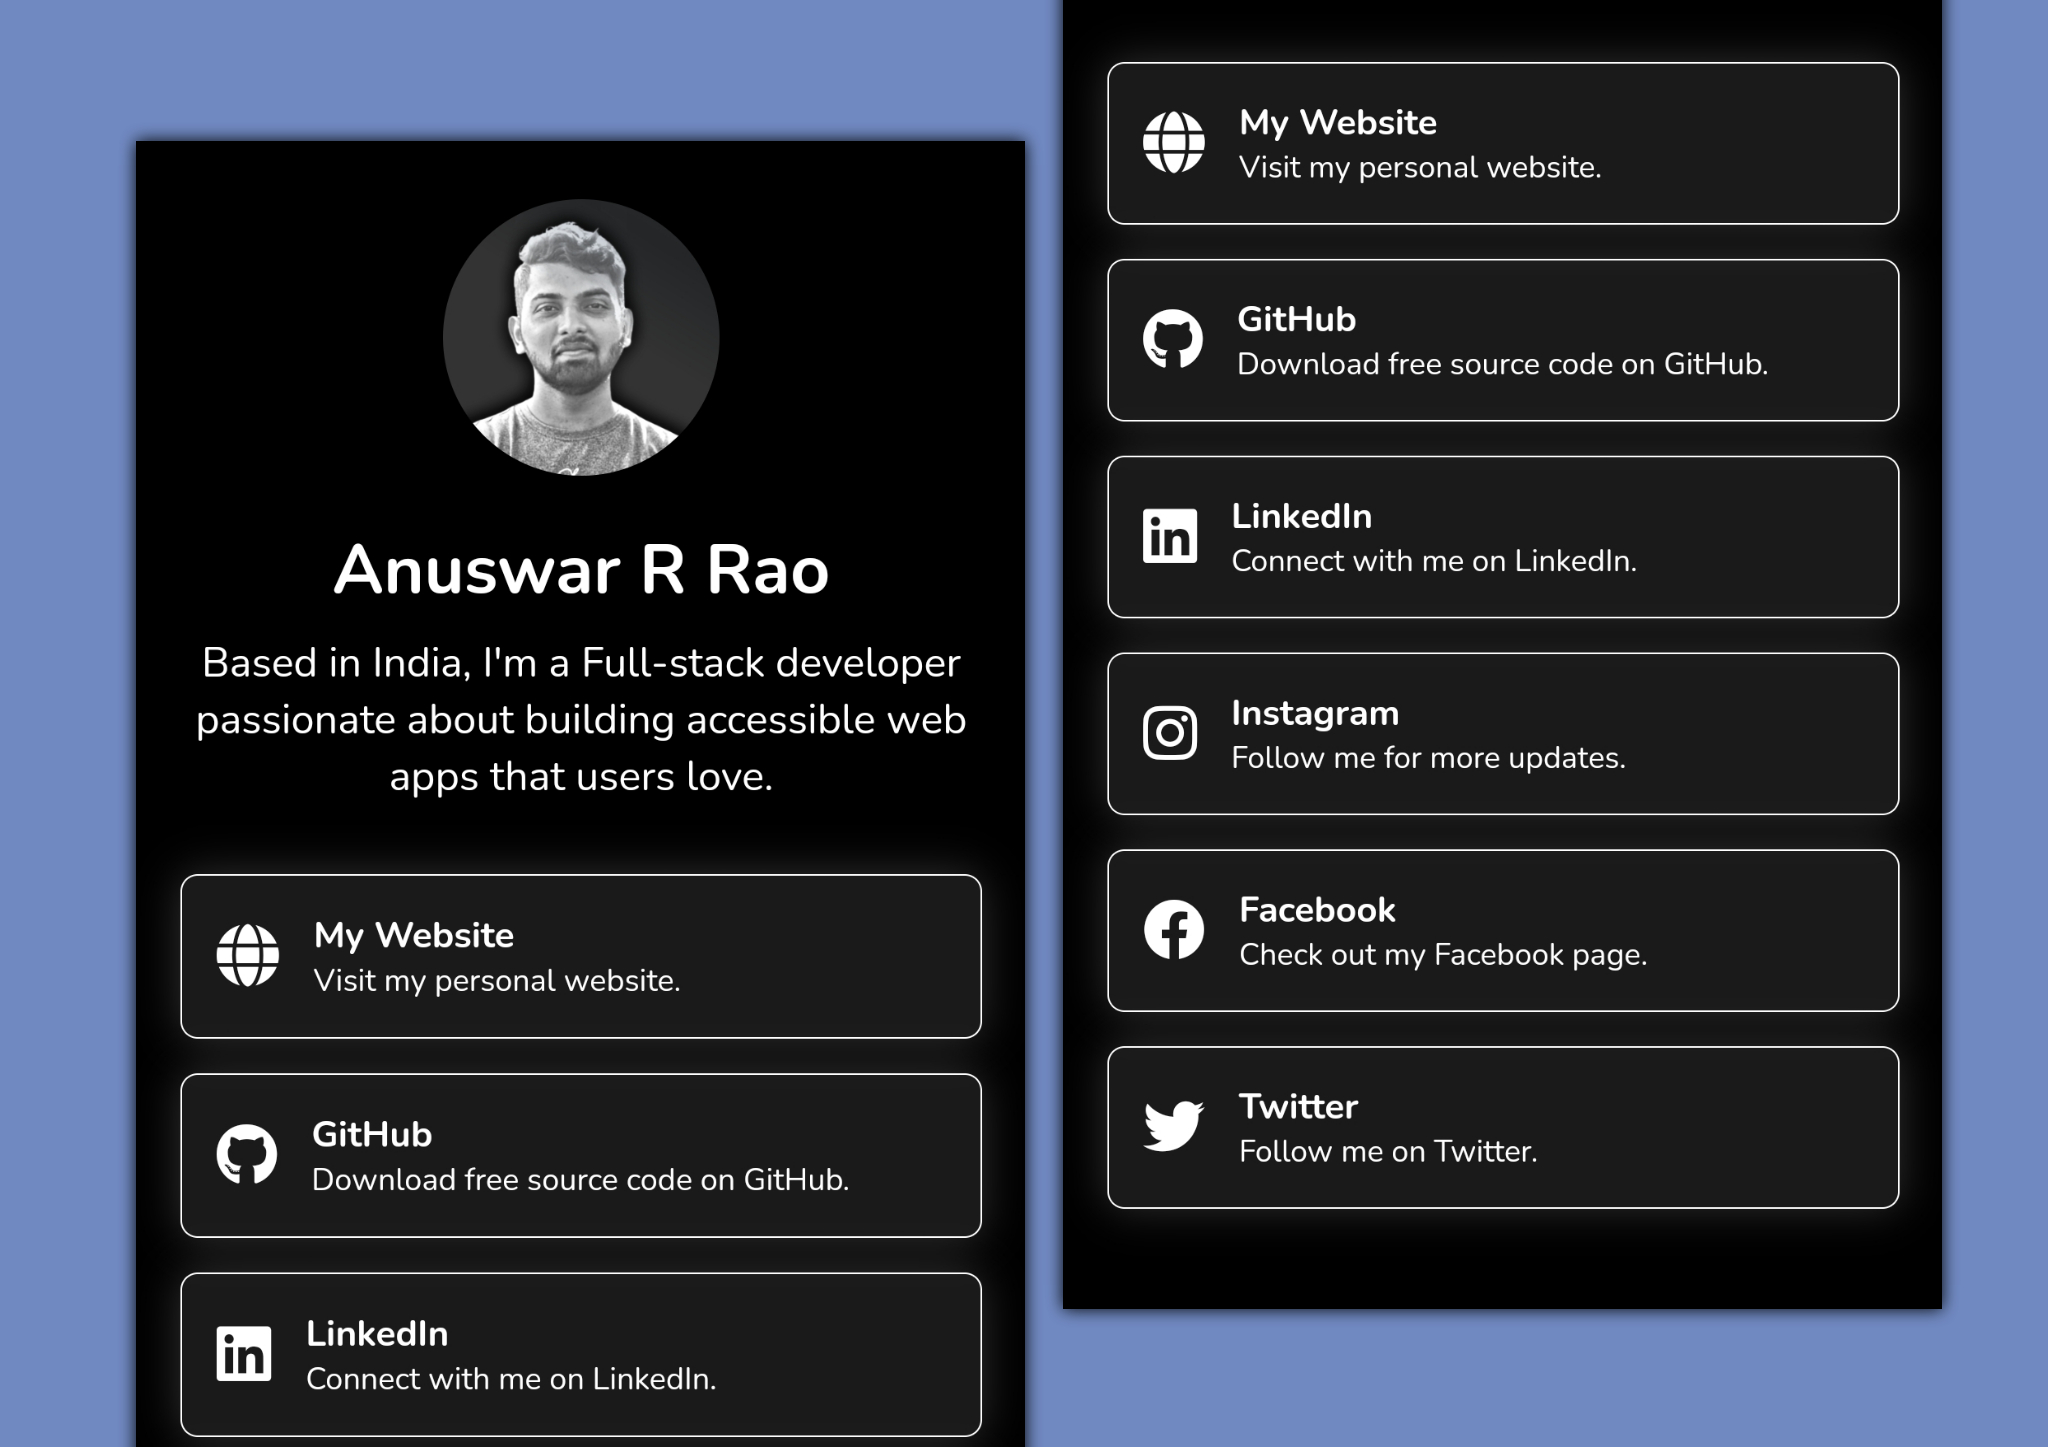 Anuswar R Rao
Based in India, I'm a Full-stack developer
passionate about building accessible web
apps that users love.
My Website
Visit my personal website.
GitHub
Download free source code on GitHub.
LinkedIn
Connect with me on LinkedIn.
My Website
Visit my personal website.
GitHub
Download free source code on GitHub.
LinkedIn
Connect with me on LinkedIn.
Instagram
Follow me for more updates.
Facebook
Check out my Facebook page.
Twitter
Follow me on Twitter.